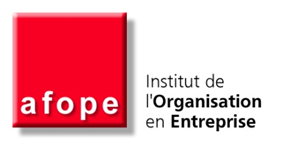 afope
Institut de
l'Organisation
en Entreprise